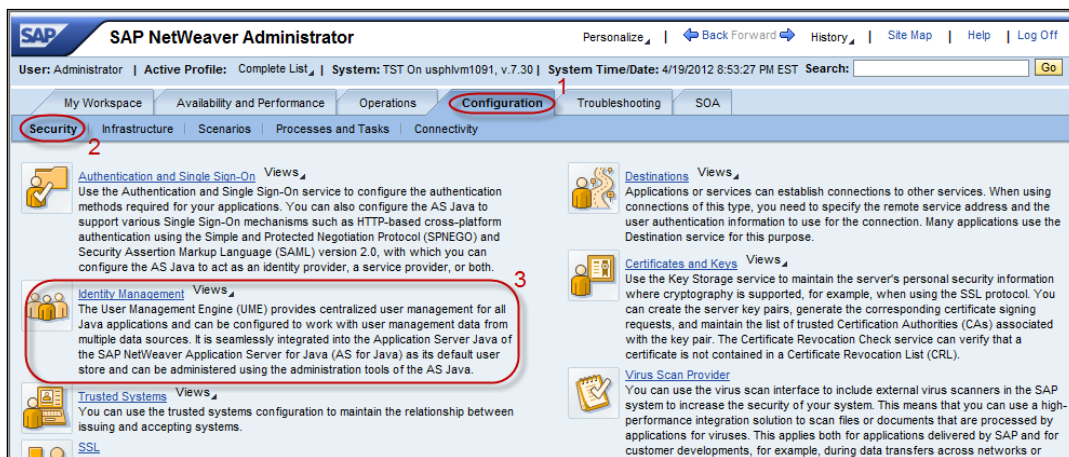 SAP SAP NetWeaver Administrator Personalize | Back Forward History | Site Map | Help | Log Off
User: Administrator | Active Profile: Complete List | System: TST On usphlvm1091, v.7.30 | System Time/Date: 4/19/2012 8:53:27 PM EST Search: Go
1
My Workspace Availability and Performance Operations Configuration Troubleshooting SOA
Security | Infrastructure | Scenarios | Processes and Tasks | Connectivity
2
Authentication and Single Sign-On Views
Use the Authentication and Single Sign-On service to configure the authentication
methods required for your applications. You can also configure the AS Java to
support various Single Sign-On mechanisms such as HTTP-based cross-platform
authentication using the Simple and Protected Negotiation Protocol (SPNEGO) and
Security Assertion Markup Language (SAML) version 2.0, with which you can
configure the AS Java to act as an identity provider, a service provider, or both.
3
Identity Management Views
The User Management Engine (UME) provides centralized user management for all
Java applications and can be configured to work with user management data from
multiple data sources. It is seamlessly integrated into the Application Server Java of
the SAP NetWeaver Application Server for Java (AS for Java) as its default user
store and can be administered using the administration tools of the AS Java.
Trusted Systems Views
You can use the trusted systems configuration to maintain the relationship between
issuing and accepting systems.
SSL
Destinations Views
Applications or services can establish connections to other services. When using
connections of this type, you need to specify the remote service address and the
user authentication information to use for the connection. Many applications use the
Destination service for this purpose.
Certificates and Keys Views
Use the Key Storage service to maintain the server's personal security information
where cryptography is supported, for example, when using the SSL protocol. You
can create the server key pairs, generate the corresponding certificate signing
requests, and maintain the list of trusted Certification Authorities (CAs) associated
with the key pair. The Certificate Revocation Check service can verify that a
certificate is not contained in a Certificate Revocation List (CRL).
Virus Scan Provider
You can use the virus scan interface to include external virus scanners in the SAP
system to increase the security of your system. This means that you can use a high-
performance integration solution to scan files or documents that are processed by
applications for viruses. This applies both for applications delivered by SAP and for
customer developments, for example, during data transfers across networks or